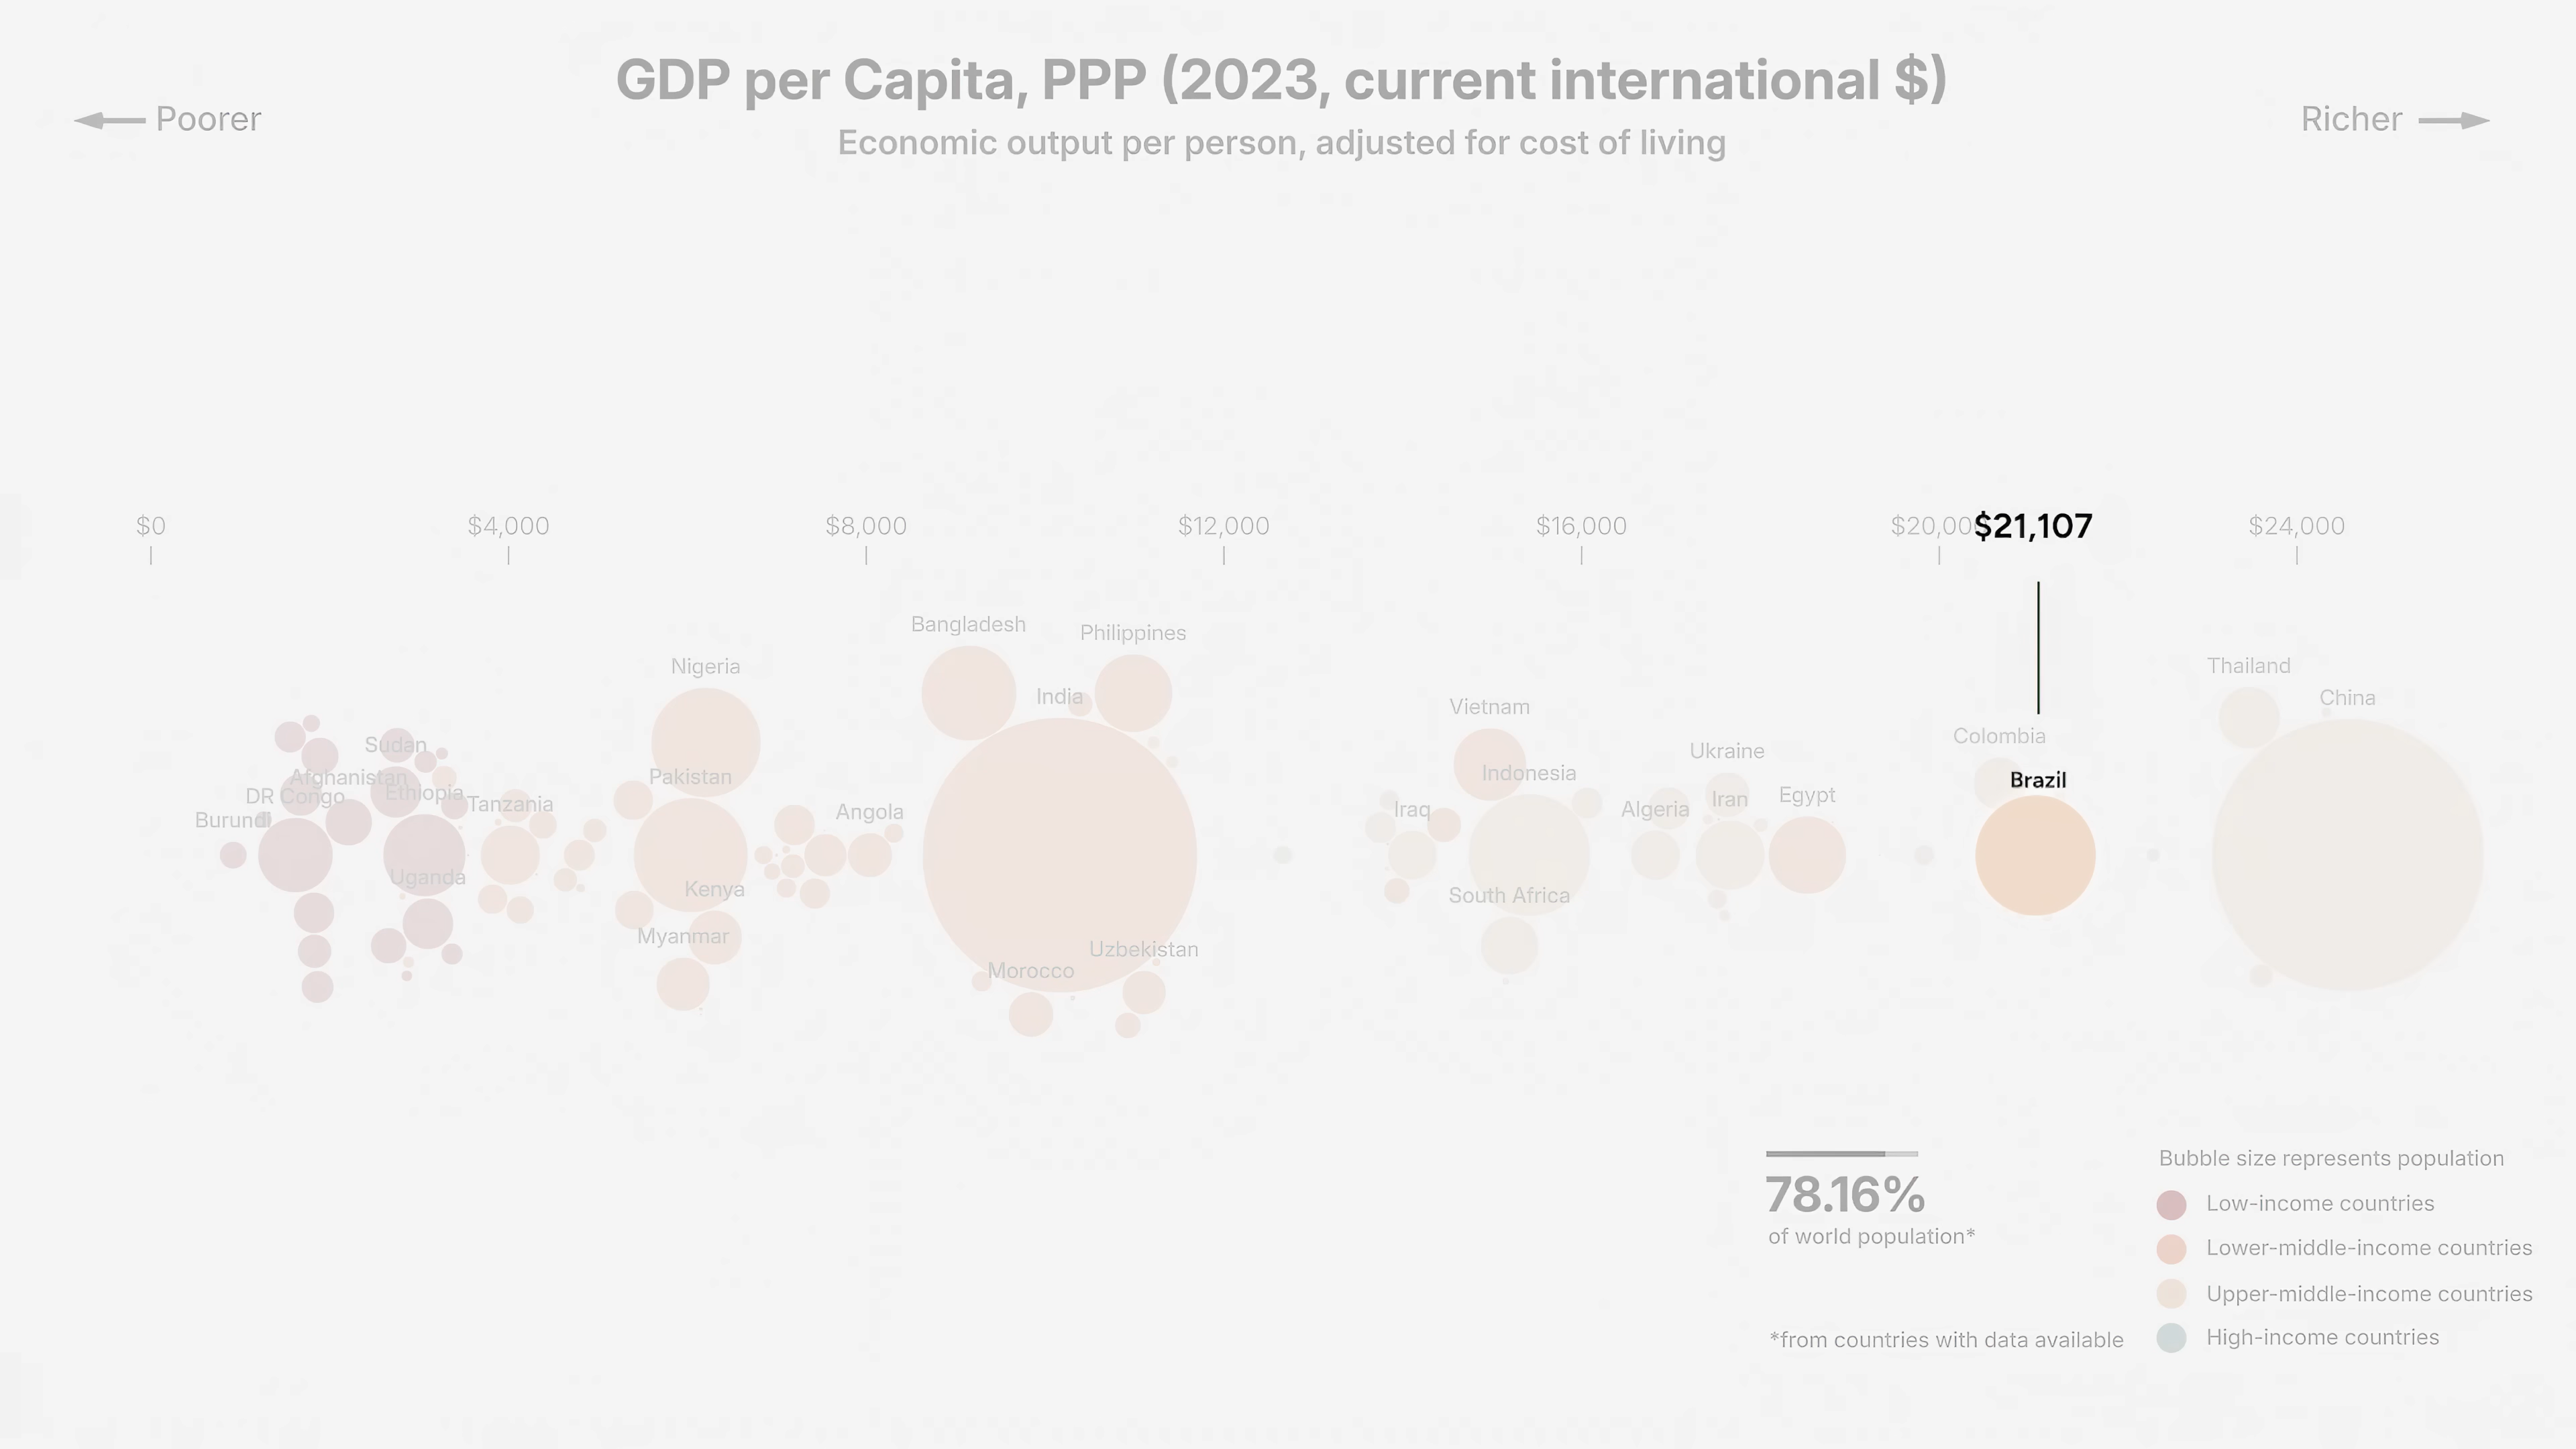 GDP per Capita, PPP (2023, current international $)
Economic output per person, adjusted for cost of living
Poorer
Richer
$0
$4,000
$8,000
$12,000
$16,000
$20,00
$21,107
$24,000
Bangladesh
Philippines
Nigeria
India
Thailand
China
Vietnam
Colombia
Sudan
Ukraine
Afghanistan
Pakistan
Indonesia
Brazil
DR Congo
Ethiopia
Tanzania
Angola
Iraq
Algeria
Iran
Egypt
Burundi
Uganda
Kenya
South Africa
Myanmar
Uzbekistan
Morocco
78.16%
of world population*
*from countries with data available
Bubble size represents population
Low-income countries
Lower-middle-income countries
Upper-middle-income countries
High-income countries